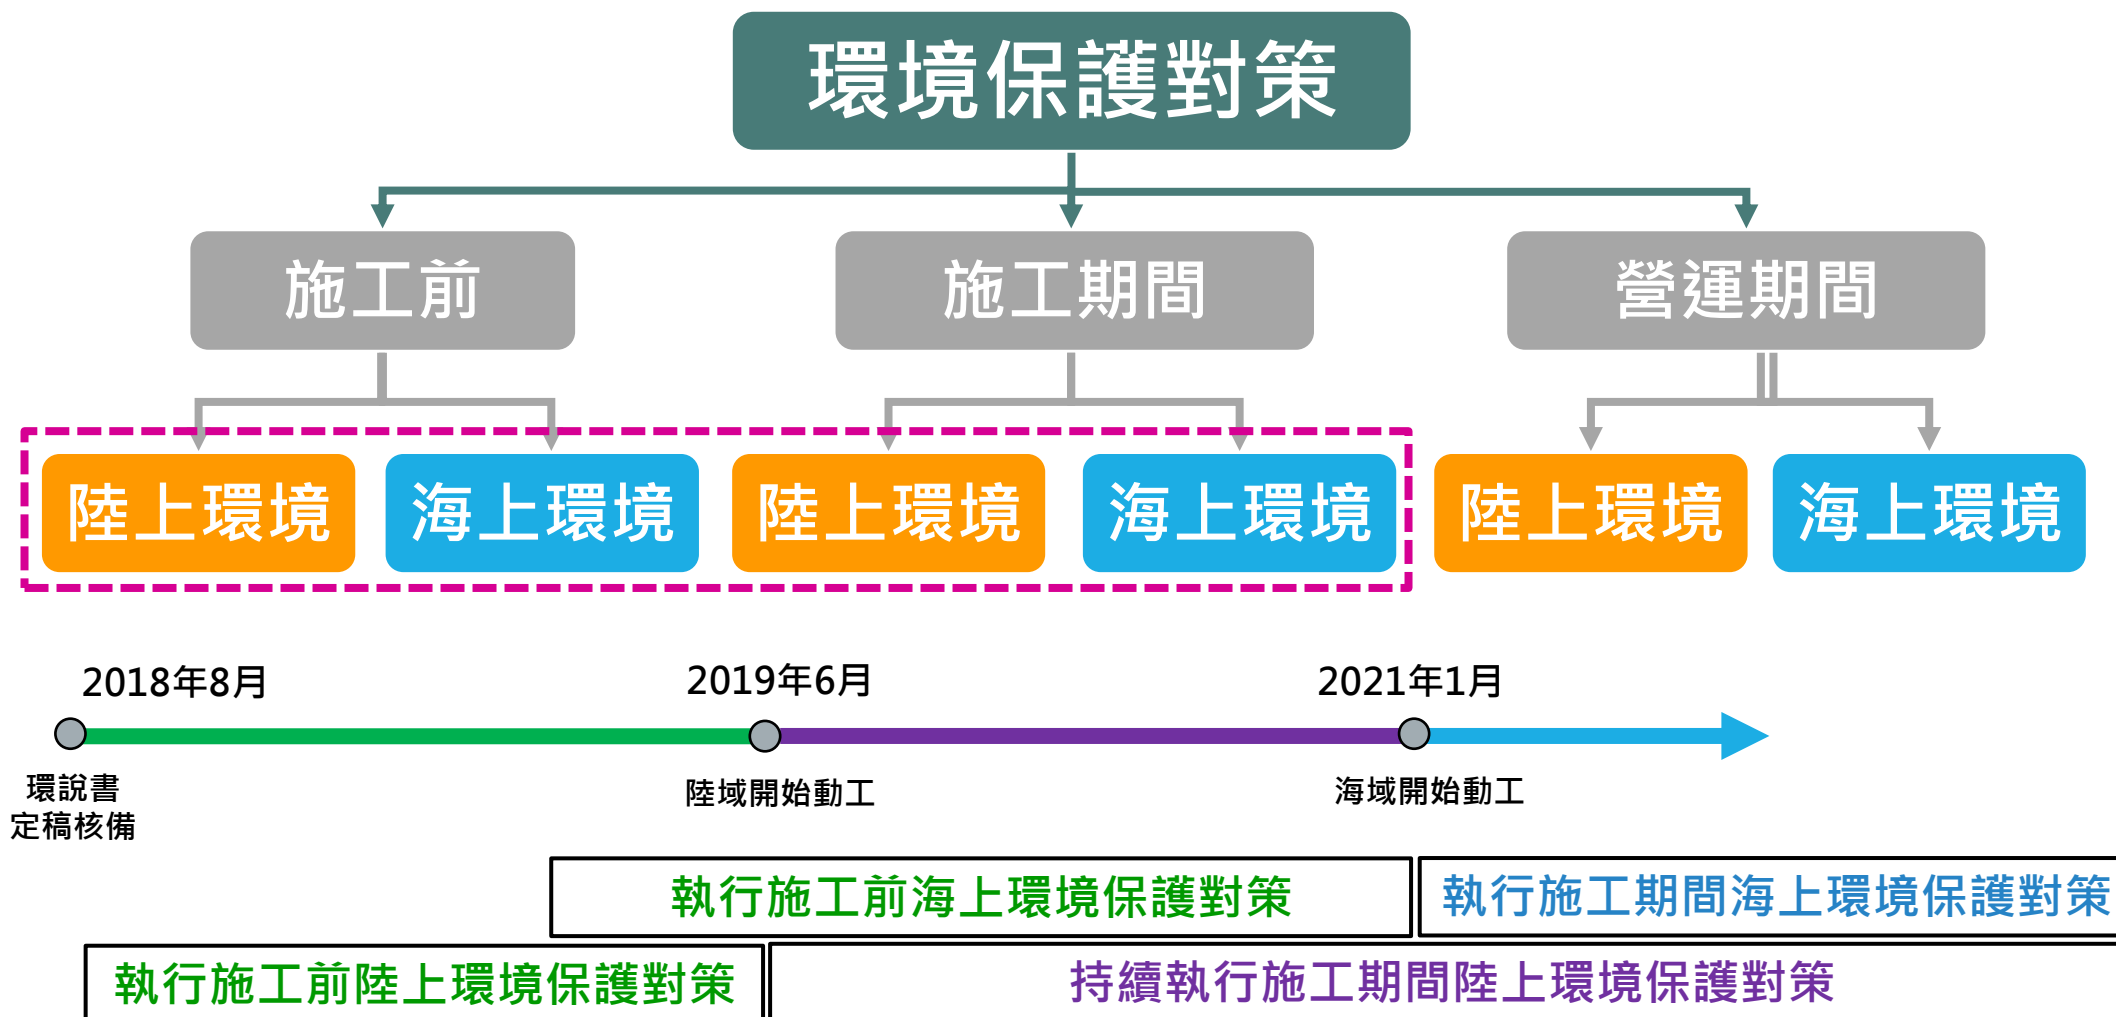 環境保護對策
施工前
施工期間
營運期間
陸上環境
海上環境
陸上環境
海上環境
陸上環境
海上環境
2018年8月
2019年6月
2021年1月
環說書
定稿核備
陸域開始動工
海域開始動工
執行施工前海上環境保護對策
執行施工期間海上環境保護對策
執行施工前陸上環境保護對策
持續執行施工期間陸上環境保護對策